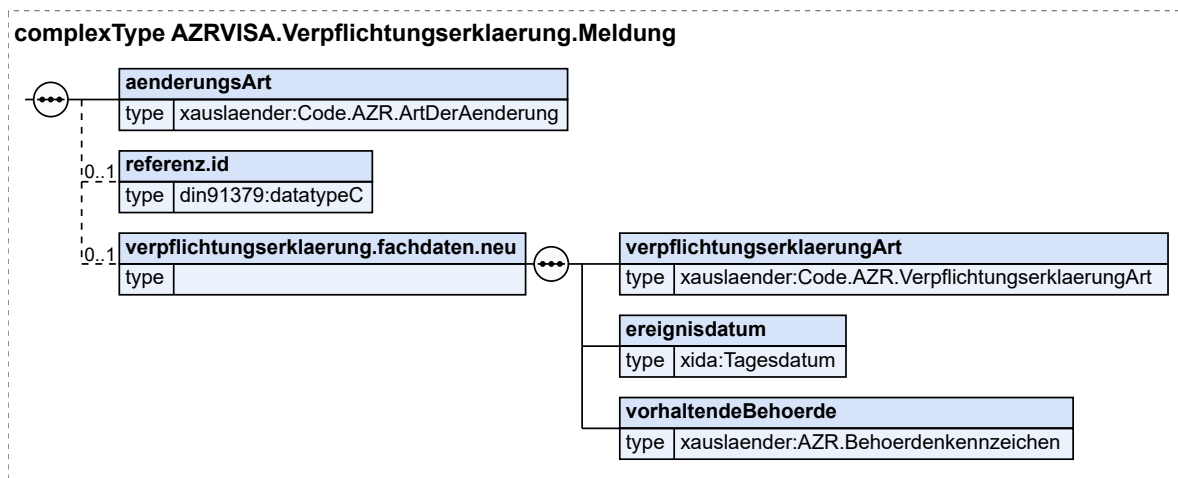 complexType AZRVISA.Verpflichtungserklaerung.Meldung
aenderungsArt
type xauslaender:Code.AZR.ArtDerAenderung
0..1
referenz.id
type din91379:datatypeC
0..1
verpflichtungserklaerung.fachdaten.neu
type
verpflichtungserklaerungArt
type xauslaender:Code.AZR.VerpflichtungserklaerungArt
ereignisdatum
type xida:Tagesdatum
vorhaltendeBehoerde
type xauslaender:AZR.Behoerdenkennzeichen